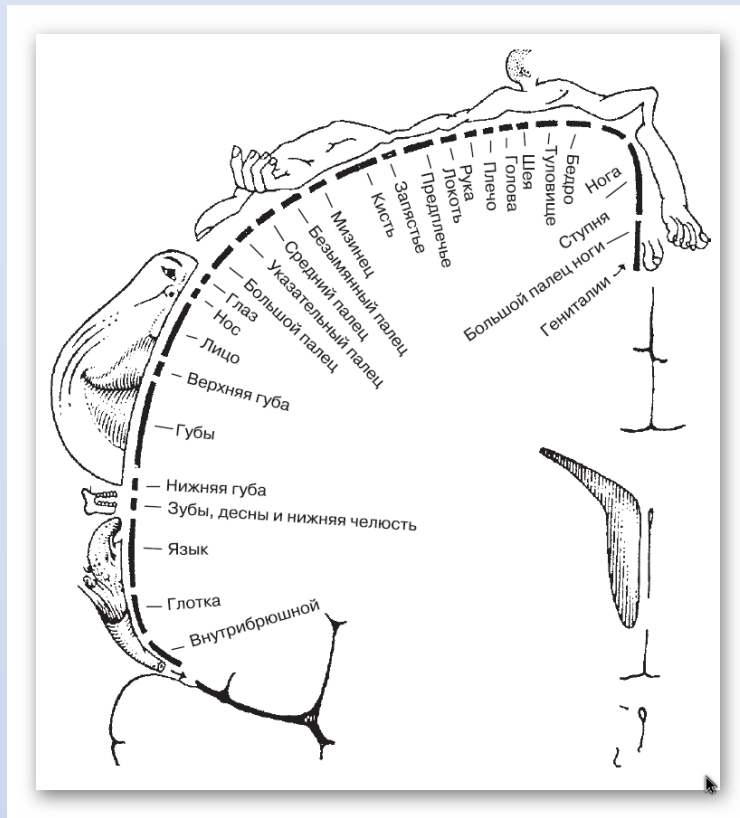 Гениталии
Большой палец ноги
Ступня
Нога
Бедро
Туловище
Шея
Голова
Плечо
Рука
Локоть
Предплечье
Запястье
Кисть
Мизинец
Безымянный палец
Средний палец
Указательный палец
Большой палец
Глаз
Нос
Лицо
Верхняя губа
Губы
Нижняя губа
Зубы, десны и нижняя челюсть
Язык
Глотка
Внутрибрюшной